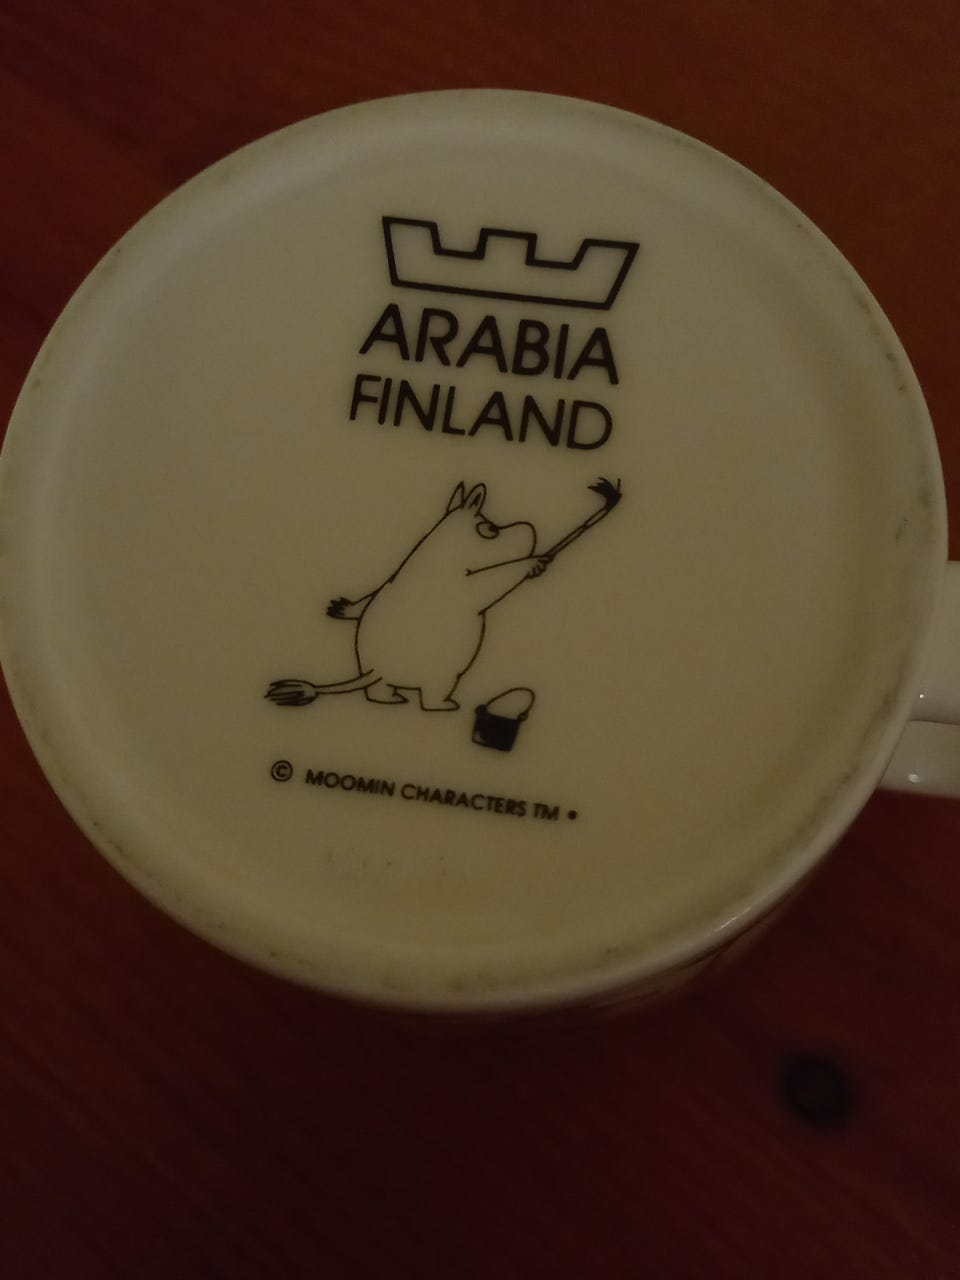 ARABIA
FINLAND
© MOOMIN CHARACTERS TM •